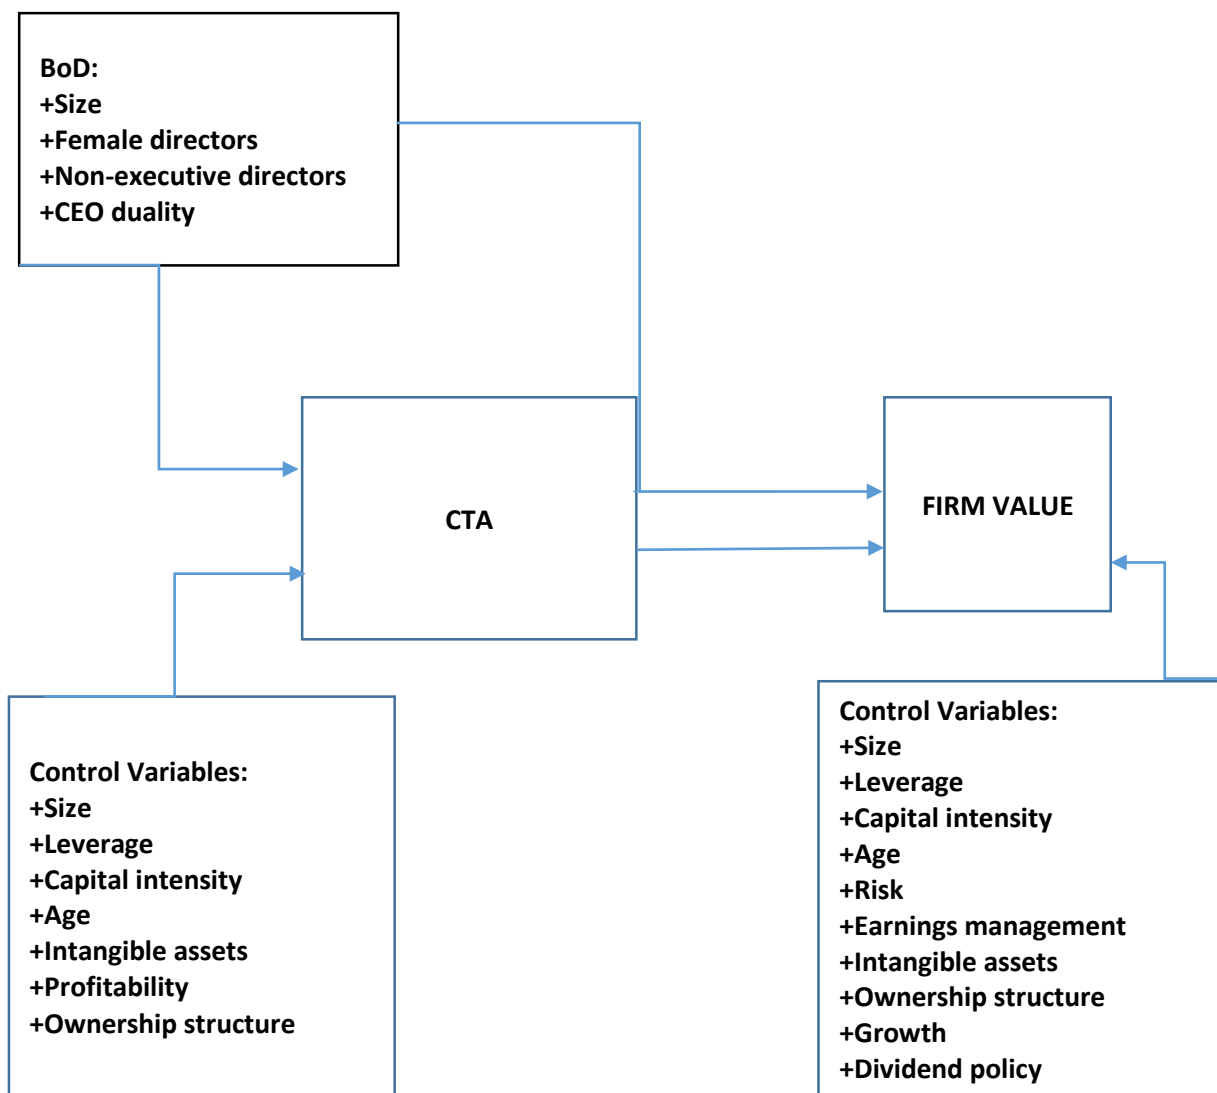 BoD:
+Size
+Female directors
+Non-executive directors
+CEO duality
CTA
FIRM VALUE
Control Variables:
+Size
+Leverage
+Capital intensity
+Age
+Intangible assets
+Profitability
+Ownership structure
Control Variables:
+Size
+Leverage
+Capital intensity
+Age
+Risk
+Earnings management
+Intangible assets
+Ownership structure
+Growth
+Dividend policy